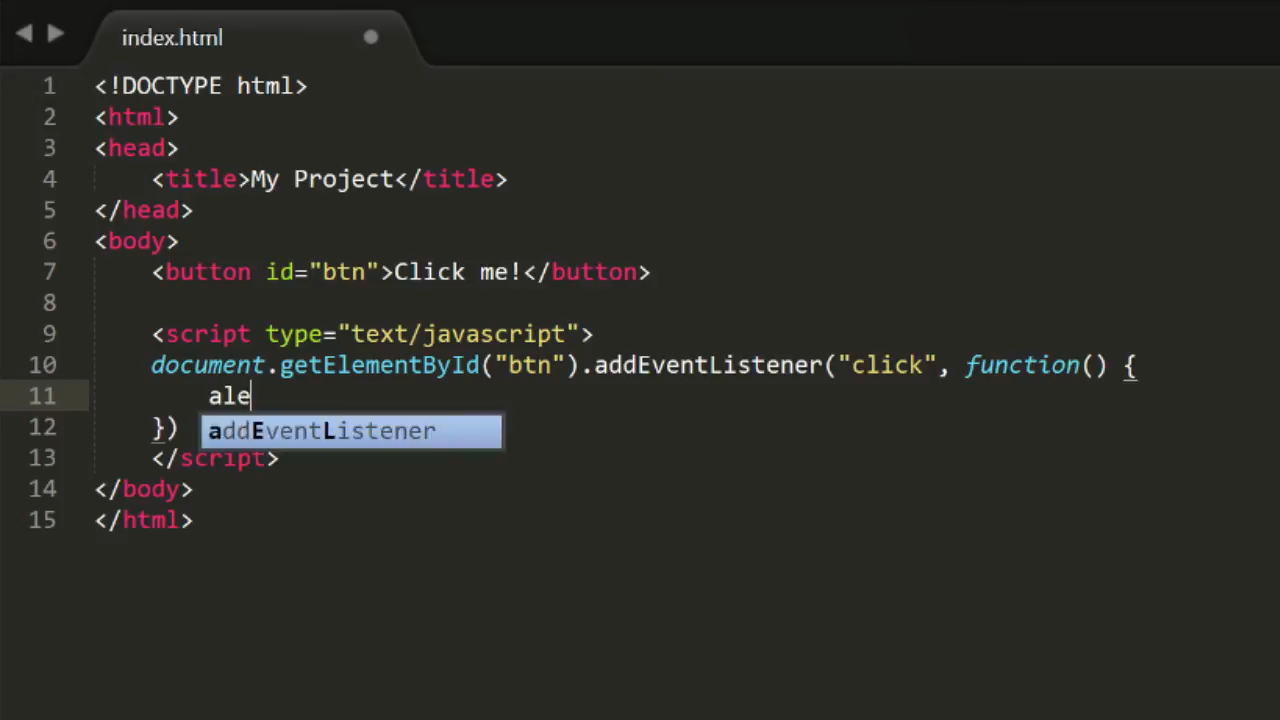 index.html
1 <!DOCTYPE html>
2 <html>
3 <head>
4 <title>My Project</title>
5 </head>
6 <body>
7 <button id="btn">Click me!</button>
8
9 <script type="text/javascript">
10 document.getElementById("btn").addEventListener("click", function() {
11 ale
12 })
addEventListener
13 </script>
14 </body>
15 </html>